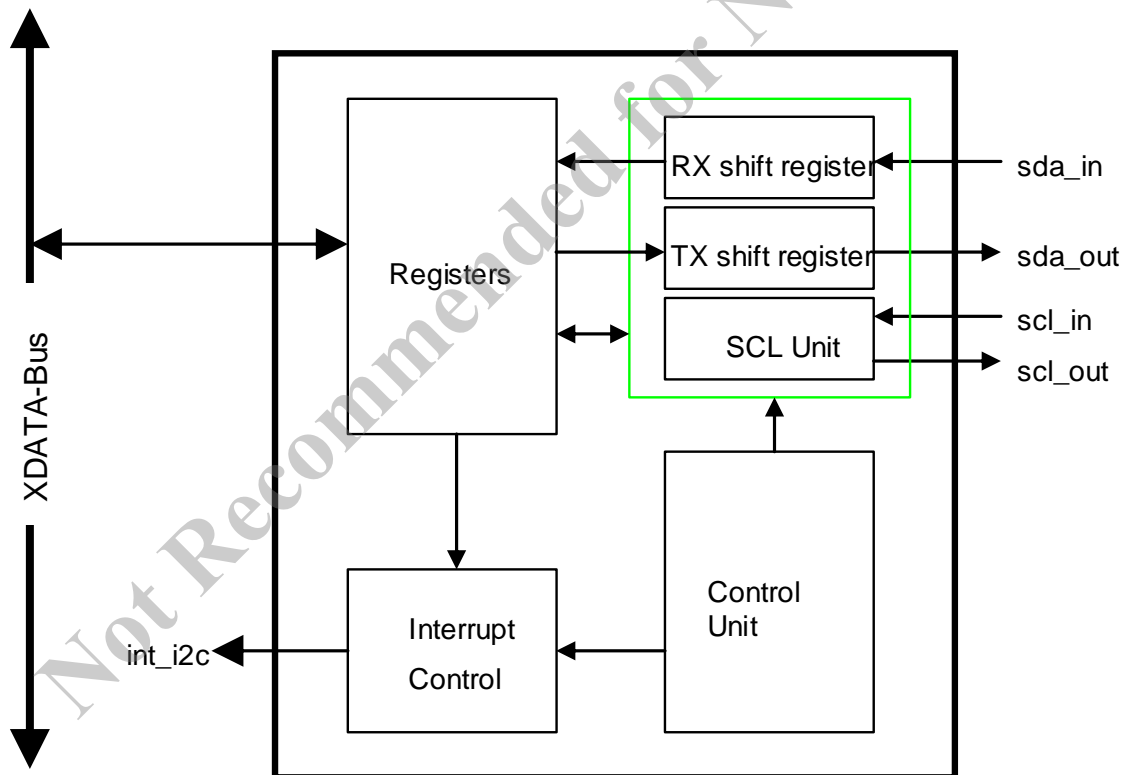 RX shift register
sda_in
TX shift register
sda_out
Registers
scl_in
SCL Unit
scl_out
XDATA-Bus
Control
Unit
Interrupt
Control
int_i2c
Not Recommended for N